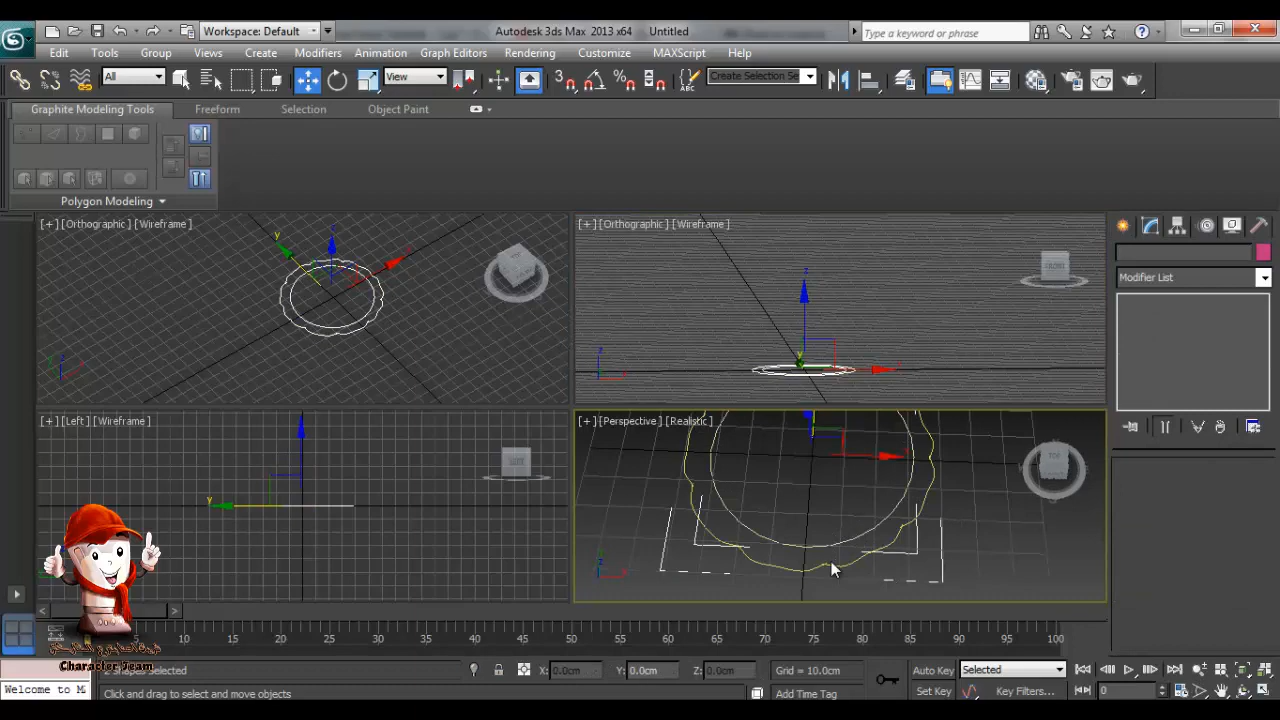 Workspace: Default
Autodesk 3ds Max 2013 x64 Untitled
Type a keyword or phrase
Edit Tools Group Views Create Modifiers Animation Graph Editors Rendering Customize MAXScript Help
All
View
3
%
ABC
Create Selection Se
Graphite Modeling Tools Freeform Selection Object Paint
Polygon Modeling
[+][Orthographic][Wireframe]
[+][Orthographic][Wireframe]
Modifier List
[+][Left][Wireframe]
[+][Perspective][Realistic]
10 15 20 25 30 35 40 45 50 55 60 65 70 75 80 85 90 95 100
Character Team
2 Shapes Selected
X: 0.0cm Y: 0.0cm Z: 0.0cm
Grid = 10.0cm
Auto Key Selected
Welcome to M
Click and drag to select and move objects
Add Time Tag
Set Key Key Filters...
0